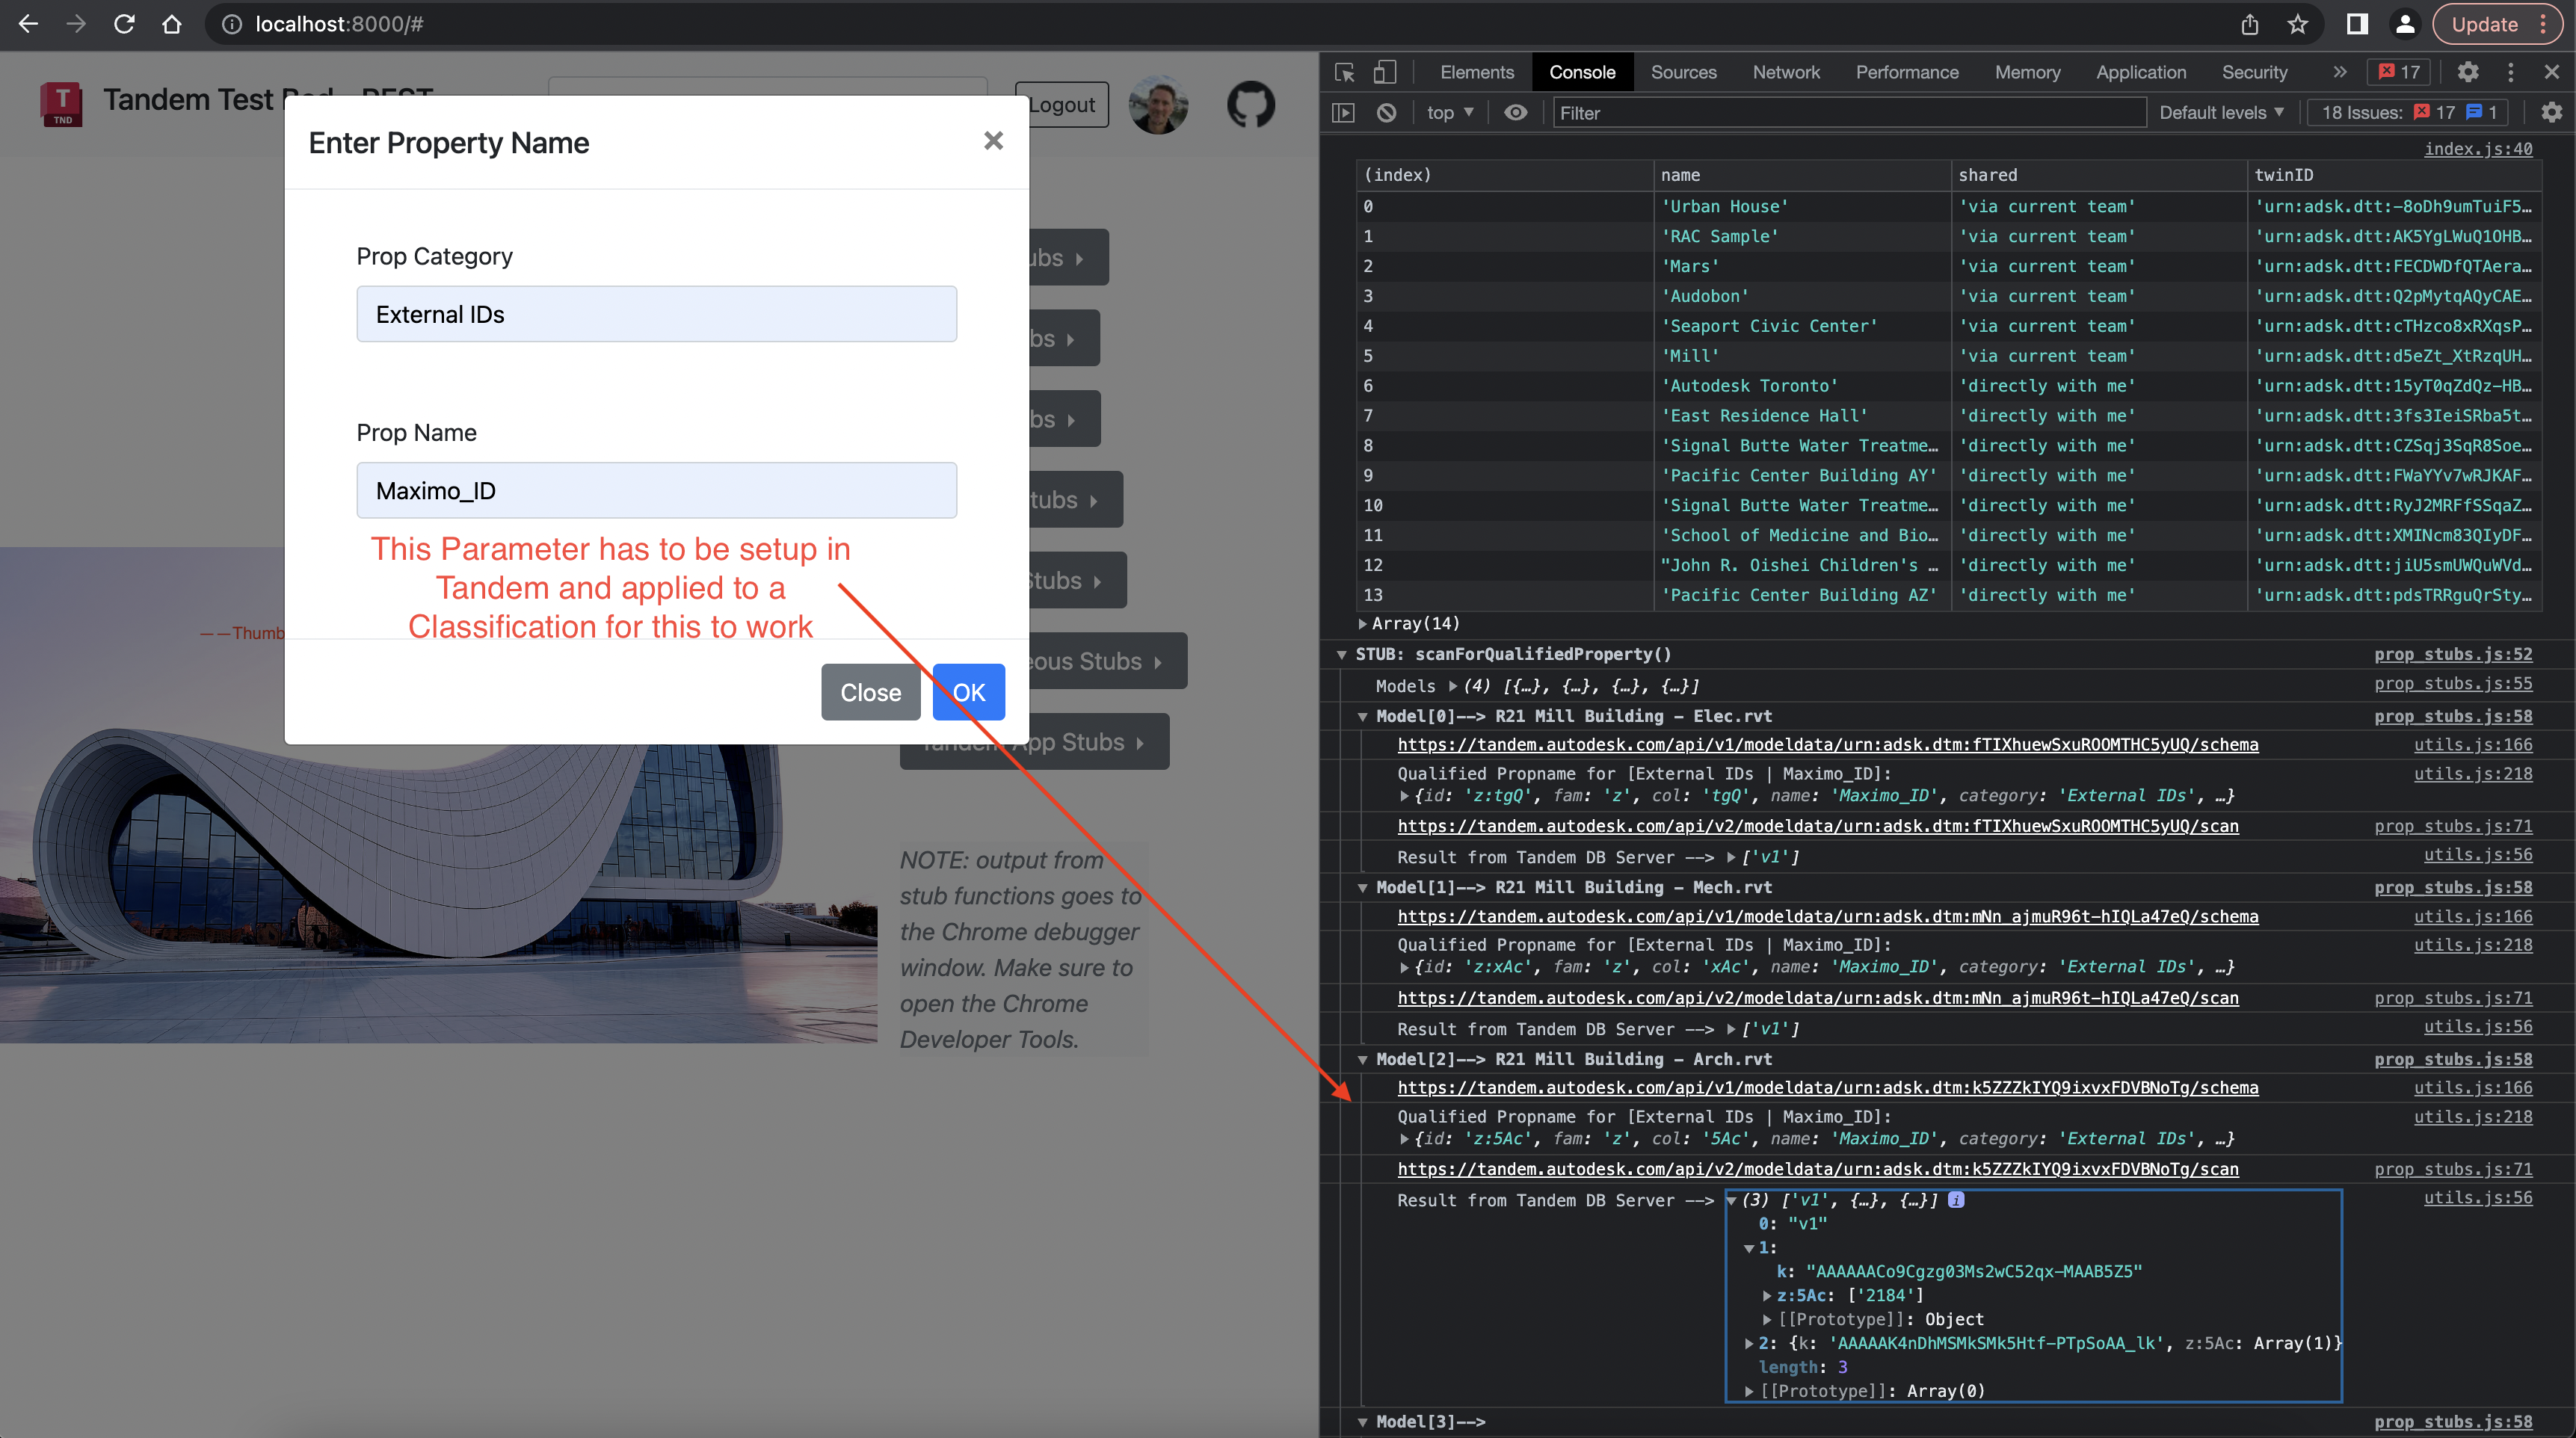 localhost:8000/#
Update
T
TND
Tandem Test Bed - REST
Logout
Enter Property Name
×
Prop Category
External IDs
Prop Name
Maximo_ID
This Parameter has to be setup in
Tandem and applied to a
Classification for this to work
Close
OK
ubs
bs
bs
tubs
Stubs
eous Stubs
Tandem App Stubs
——Thumb
NOTE: output from
stub functions goes to
the Chrome debugger
window. Make sure to
open the Chrome
Developer Tools.
Elements Console Sources Network Performance Memory Application Security » 17
top Filter Default levels 18 Issues: 17 1
index.js:40
(index) name shared twinID
0 'Urban House' 'via current team' 'urn:adsk.dtt:-8oDh9umTuiF5…
1 'RAC Sample' 'via current team' 'urn:adsk.dtt:AK5YgLWuQ1OHB…
2 'Mars' 'via current team' 'urn:adsk.dtt:FECDWDfQTAera…
3 'Audobon' 'via current team' 'urn:adsk.dtt:Q2pMytqAQyCAE…
4 'Seaport Civic Center' 'via current team' 'urn:adsk.dtt:cTHzco8xRXqsP…
5 'Mill' 'via current team' 'urn:adsk.dtt:d5eZt_XtRzqUH…
6 'Autodesk Toronto' 'directly with me' 'urn:adsk.dtt:15yT0qZdQz-HB…
7 'East Residence Hall' 'directly with me' 'urn:adsk.dtt:3fs3IeiSRba5t…
8 'Signal Butte Water Treatme… 'directly with me' 'urn:adsk.dtt:CZSqj3SqR8Soe…
9 'Pacific Center Building AY' 'directly with me' 'urn:adsk.dtt:FWaYYv7wRJKAF…
10 'Signal Butte Water Treatme… 'directly with me' 'urn:adsk.dtt:RyJ2MRFfSSqaZ…
11 'School of Medicine and Bio… 'directly with me' 'urn:adsk.dtt:XMINcm83QIyDF…
12 "John R. Oishei Children's … 'directly with me' 'urn:adsk.dtt:jiU5smUWQuWVd…
13 'Pacific Center Building AZ' 'directly with me' 'urn:adsk.dtt:pdsTRRguQrSty…
Array(14)
STUB: scanForQualifiedProperty() prop_stubs.js:52
Models (4) [{…}, {…}, {…}, {…}] prop_stubs.js:55
Model[0]--> R21 Mill Building - Elec.rvt prop_stubs.js:58
https://tandem.autodesk.com/api/v1/modeldata/urn:adsk.dtm:fTIXhuewSxuROOMTHC5yUQ/schema utils.js:166
Qualified Propname for [External IDs | Maximo_ID]: utils.js:218
{id: 'z:tgQ', fam: 'z', col: 'tgQ', name: 'Maximo_ID', category: 'External IDs', …}
https://tandem.autodesk.com/api/v2/modeldata/urn:adsk.dtm:fTIXhuewSxuROOMTHC5yUQ/scan prop_stubs.js:71
Result from Tandem DB Server --> ['v1'] utils.js:56
Model[1]--> R21 Mill Building - Mech.rvt prop_stubs.js:58
https://tandem.autodesk.com/api/v1/modeldata/urn:adsk.dtm:mNn_ajmuR96t-hIQLa47eQ/schema utils.js:166
Qualified Propname for [External IDs | Maximo_ID]: utils.js:218
{id: 'z:xAc', fam: 'z', col: 'xAc', name: 'Maximo_ID', category: 'External IDs', …}
https://tandem.autodesk.com/api/v2/modeldata/urn:adsk.dtm:mNn_ajmuR96t-hIQLa47eQ/scan prop_stubs.js:71
Result from Tandem DB Server --> ['v1'] utils.js:56
Model[2]--> R21 Mill Building - Arch.rvt prop_stubs.js:58
https://tandem.autodesk.com/api/v1/modeldata/urn:adsk.dtm:k5ZZZkIYQ9ixvxFDVBNoTg/schema utils.js:166
Qualified Propname for [External IDs | Maximo_ID]: utils.js:218
{id: 'z:5Ac', fam: 'z', col: '5Ac', name: 'Maximo_ID', category: 'External IDs', …}
https://tandem.autodesk.com/api/v2/modeldata/urn:adsk.dtm:k5ZZZkIYQ9ixvxFDVBNoTg/scan prop_stubs.js:71
Result from Tandem DB Server --> (3) ['v1', {…}, {…}] i utils.js:56
0: "v1"
1:
k: "AAAAAACo9Cgzg03Ms2wC52qx-MAAB5Z5"
z:5Ac: ['2184']
[[Prototype]]: Object
2: {k: 'AAAAAK4nDhMSMkSMk5Htf-PTpSoAA_lk', z:5Ac: Array(1)}
length: 3
[[Prototype]]: Array(0)
Model[3]--> prop_stubs.js:58